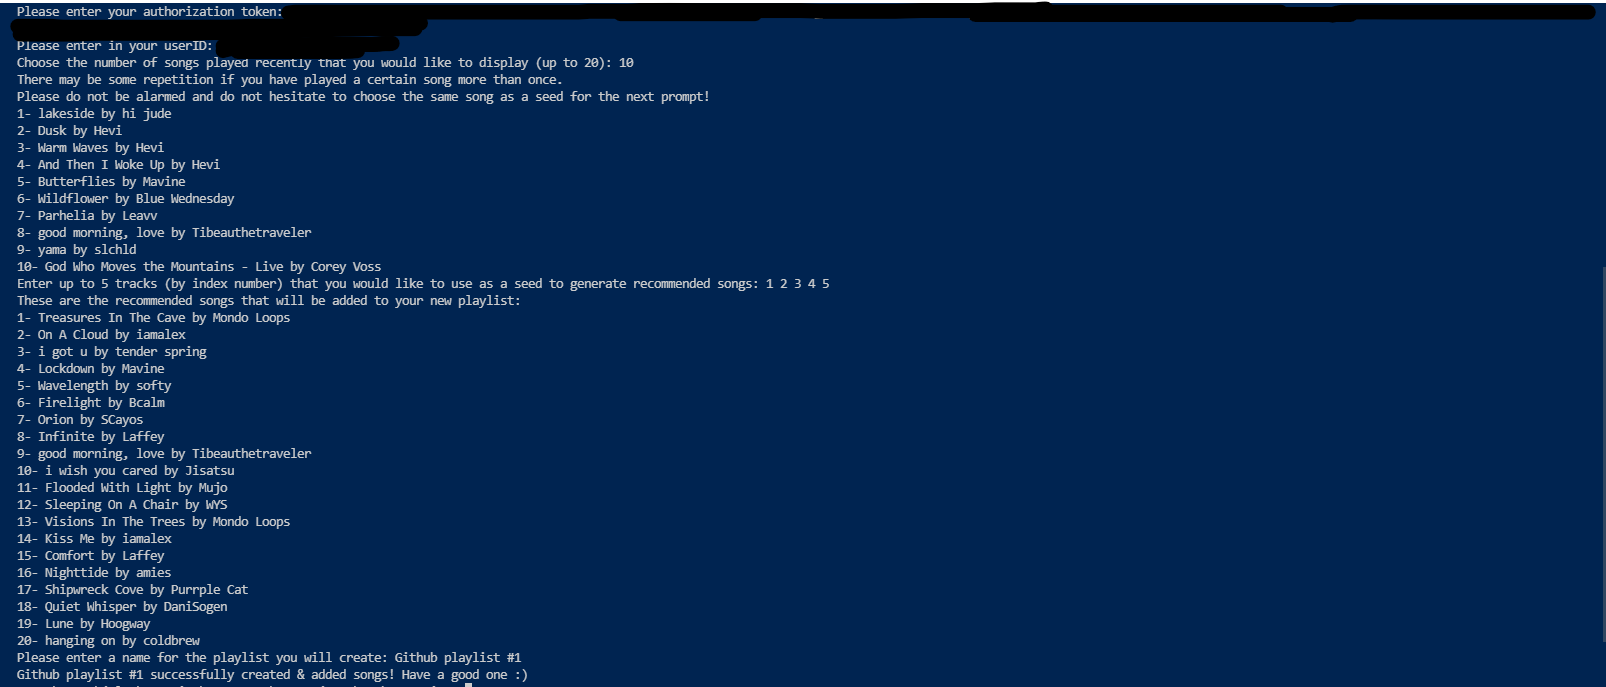 Please enter your authorization token:
Please enter in your userID:
Choose the number of songs played recently that you would like to display (up to 20): 10
There may be some repetition if you have played a certain song more than once.
Please do not be alarmed and do not hesitate to choose the same song as a seed for the next prompt!
1- lakeside by hi jude
2- Dusk by Hevi
3- Warm Waves by Hevi
4- And Then I Woke Up by Hevi
5- Butterflies by Mavine
6- Wildflower by Blue Wednesday
7- Parhelia by Leavv
8- good morning, love by Tibeauthetraveler
9- yama by slchld
10- God Who Moves the Mountains - Live by Corey Voss
Enter up to 5 tracks (by index number) that you would like to use as a seed to generate recommended songs: 1 2 3 4 5
These are the recommended songs that will be added to your new playlist:
1- Treasures In The Cave by Mondo Loops
2- On A Cloud by iamalex
3- i got u by tender spring
4- Lockdown by Mavine
5- Wavelength by softy
6- Firelight by Bcalm
7- Orion by SCayos
8- Infinite by Laffey
9- good morning, love by Tibeauthetraveler
10- i wish you cared by Jisatsu
11- Flooded With Light by Mujo
12- Sleeping On A Chair by WYS
13- Visions In The Trees by Mondo Loops
14- Kiss Me by iamalex
15- Comfort by Laffey
16- Nighttide by amies
17- Shipwreck Cove by Purrple Cat
18- Quiet Whisper by DaniSogen
19- Lune by Hoogway
20- hanging on by coldbrew
Please enter a name for the playlist you will create: Github playlist #1
Github playlist #1 successfully created & added songs! Have a good one :)